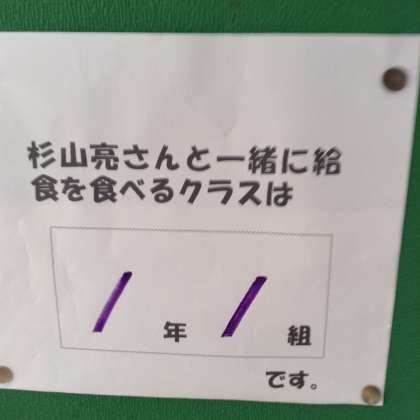 杉山亮さんと一緒に給
食を食べるクラスは
1年 1組
です。